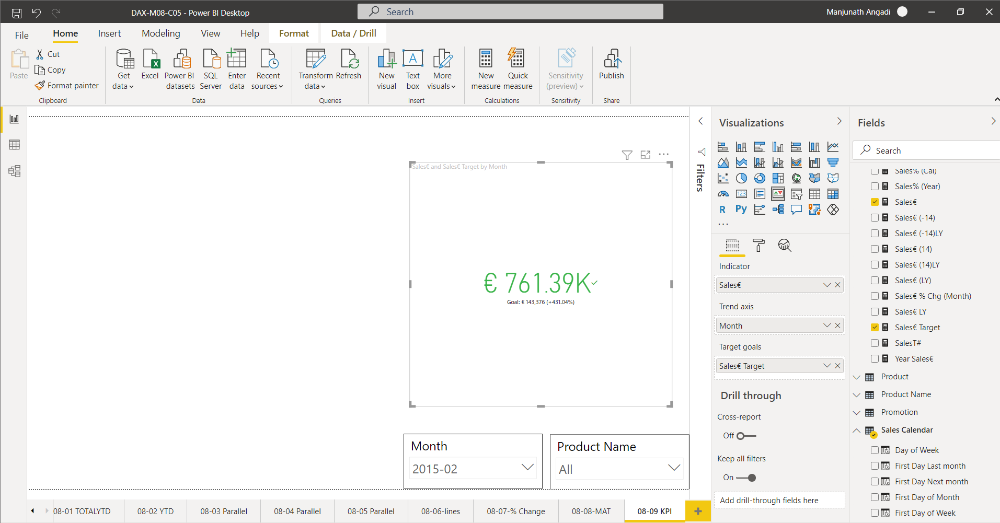 DAX-M08-C05 - Power BI Desktop
Search
Manjunath Angadi
File
Home
Insert
Modeling
View
Help
Format
Data / Drill
Paste
Cut
Copy
Format painter
Clipboard
Get data
Excel
Power BI datasets
SQL Server
Enter data
Recent sources
Data
Transform data
Refresh
Queries
New visual
Text box
More visuals
Insert
New measure
Quick measure
Calculations
Sensitivity (preview)
Sensitivity
Publish
Share
Sales€ and Sales€ Target by Month
€ 761.39K
Goal: € 143,376 (+431.04%)
Month
2015-02
Product Name
All
Filters
Visualizations
123
R
Py
Indicator
Sales€
Trend axis
Month
Target goals
Sales€ Target
Drill through
Cross-report
Off
Keep all filters
On
Add drill-through fields here
Fields
Search
Sales% (Cal)
Sales% (Year)
Sales€
Sales€ (-14)
Sales€ (-14)LY
Sales€ (14)
Sales€ (14)LY
Sales€ (LY)
Sales€ % Chg (Month)
Sales€ LY
Sales€ Target
SalesT#
Year Sales€
Product
Product Name
Promotion
Sales Calendar
Day of Week
First Day Last month
First Day Next month
First Day of Month
First Day of Week
08-01 TOTALYTD
08-02 YTD
08-03 Parallel
08-04 Parallel
08-05 Parallel
08-06-lines
08-07-% Change
08-08-MAT
08-09 KPI